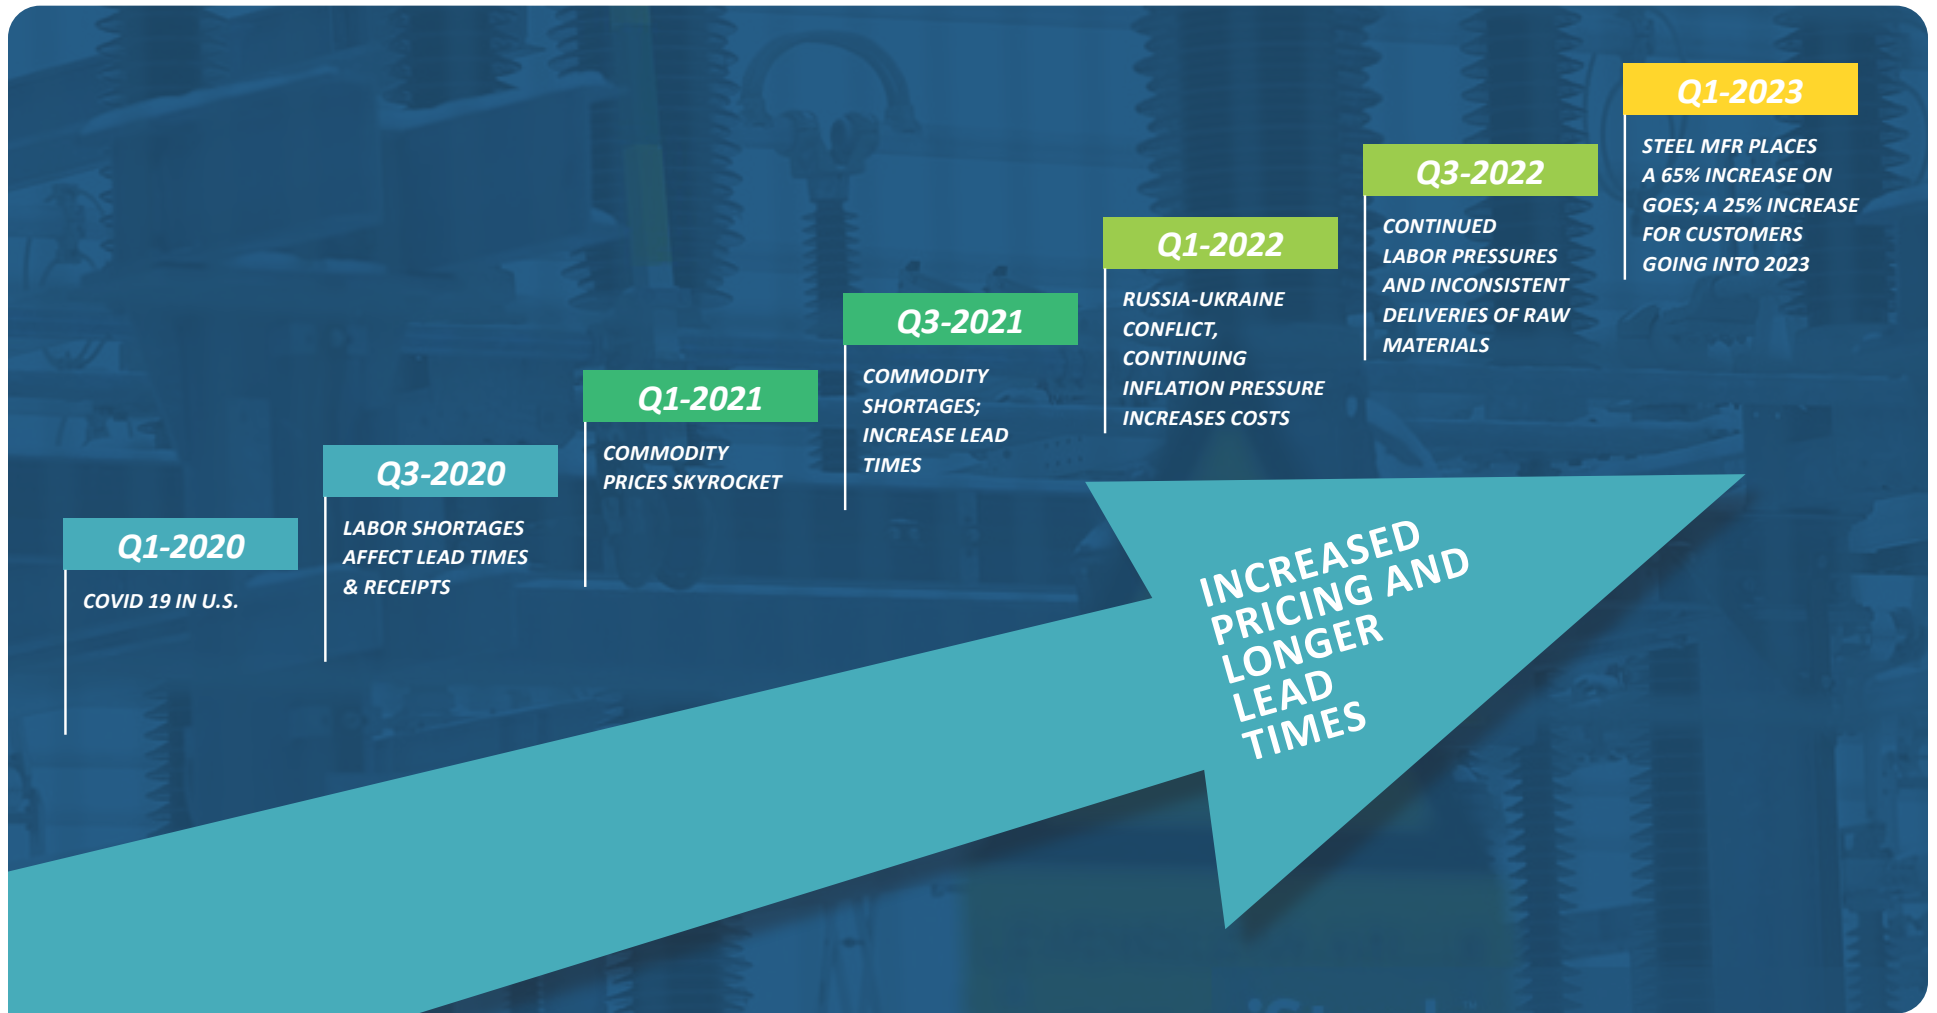 Q1-2020
COVID 19 IN U.S.
Q3-2020
LABOR SHORTAGES
AFFECT LEAD TIMES
& RECEIPTS
Q1-2021
COMMODITY
PRICES SKYROCKET
Q3-2021
COMMODITY
SHORTAGES;
INCREASE LEAD
TIMES
Q1-2022
RUSSIA-UKRAINE
CONFLICT,
CONTINUING
INFLATION PRESSURE
INCREASES COSTS
Q3-2022
CONTINUED
LABOR PRESSURES
AND INCONSISTENT
DELIVERIES OF RAW
MATERIALS
Q1-2023
STEEL MFR PLACES
A 65% INCREASE ON
GOES; A 25% INCREASE
FOR CUSTOMERS
GOING INTO 2023
INCREASED
PRICING AND
LONGER
LEAD
TIMES